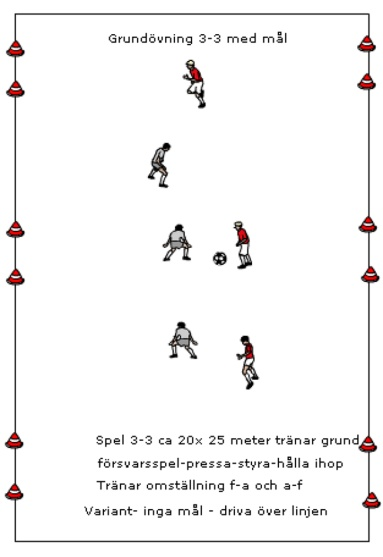 Grundövning 3-3 med mål
Spel 3-3 ca 20x 25 meter tränar grund
försvarsspel-pressa-styra-hålla ihop
Tränar omställning f-a och a-f
Variant- inga mål - driva över linjen